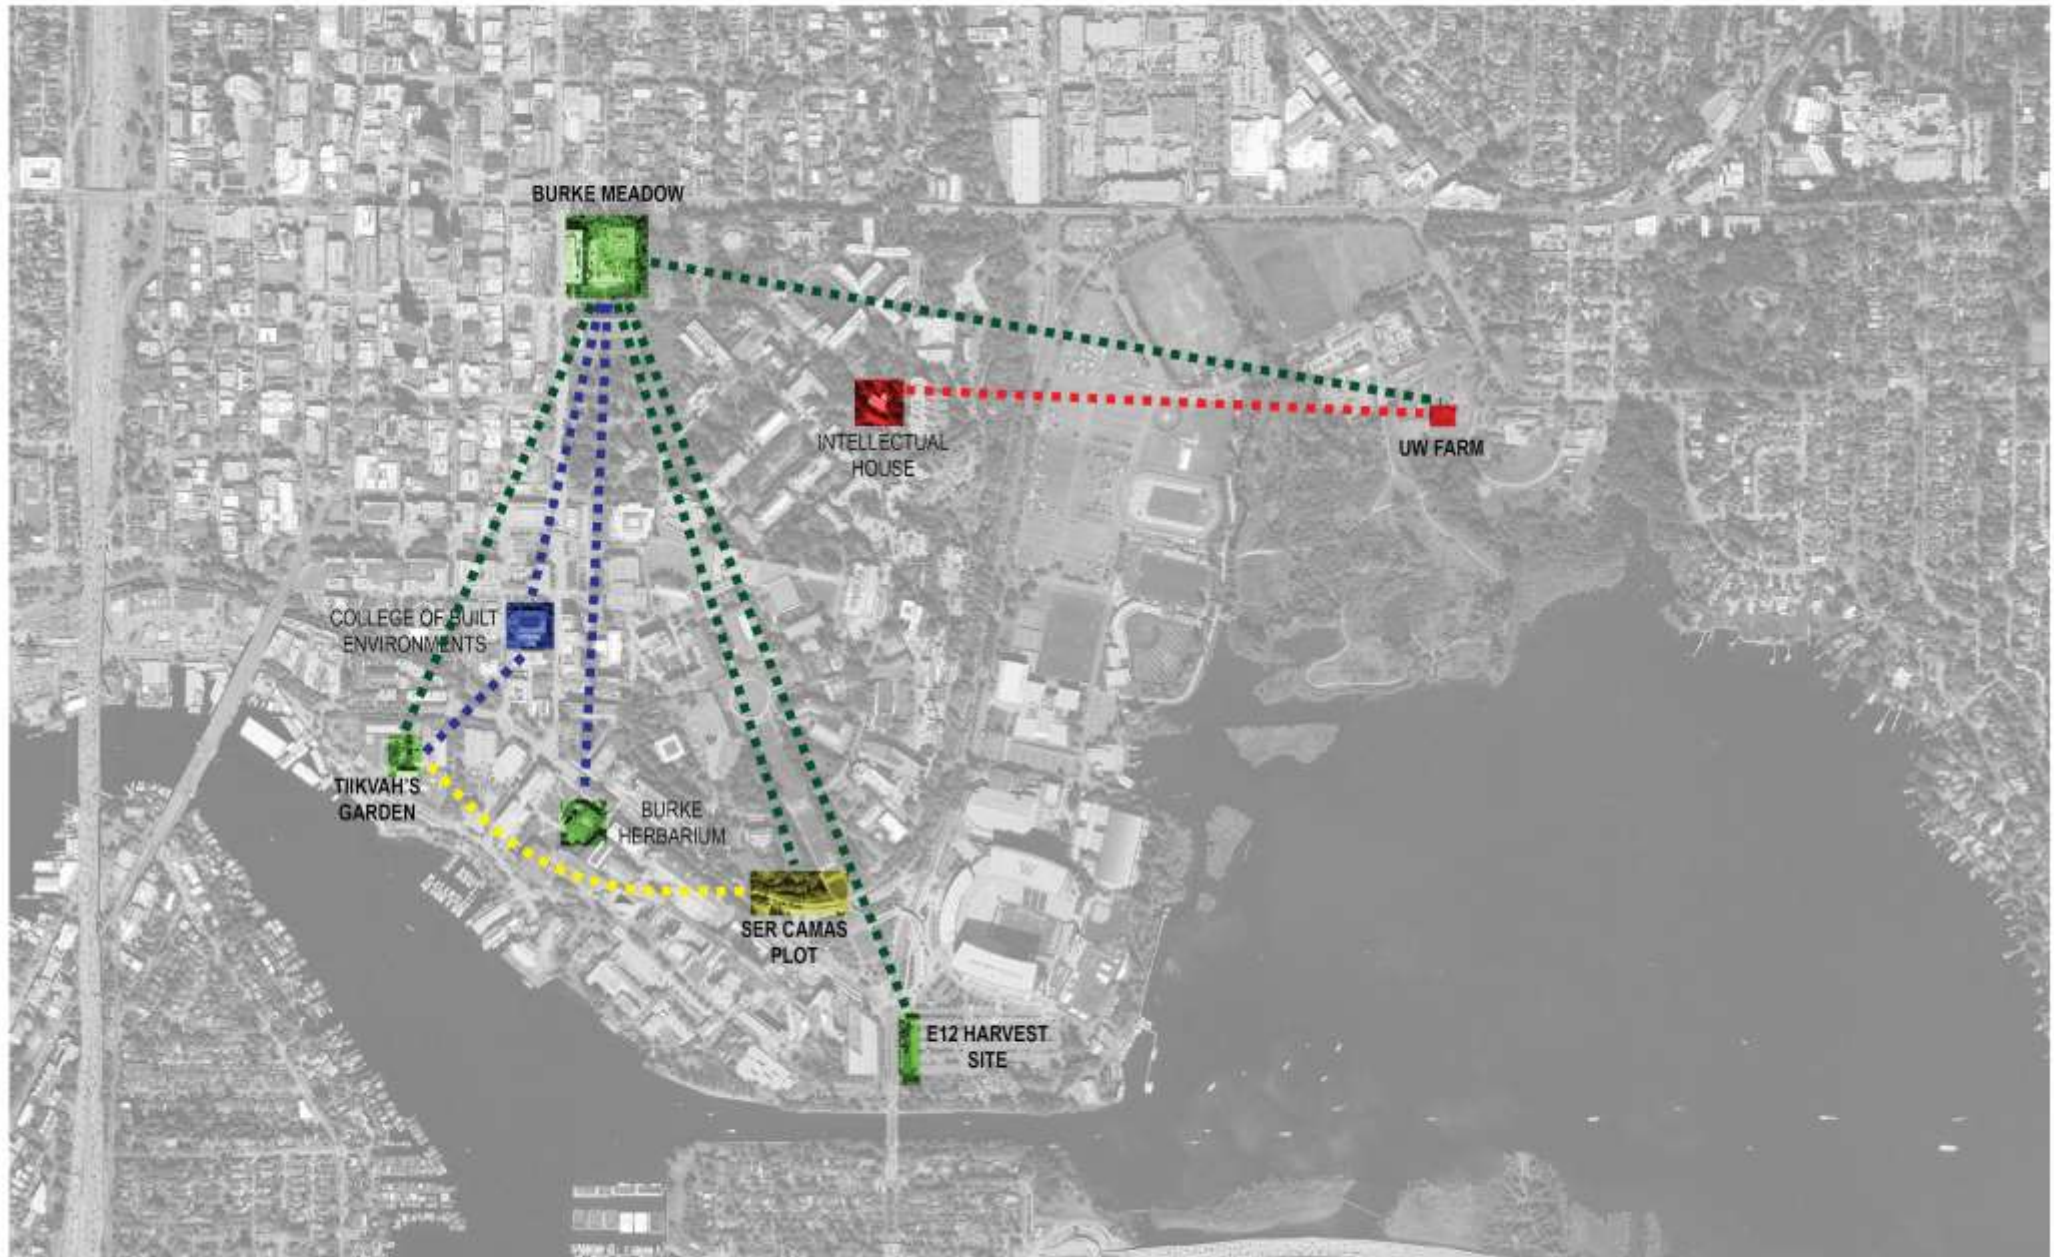 BURKE MEADOW
INTELLECTUAL
HOUSE
UW FARM
COLLEGE OF BUILT
ENVIRONMENTS
TIIKVAH'S
GARDEN
BURKE
HERBARIUM
SER CAMAS
PLOT
E12 HARVEST
SITE